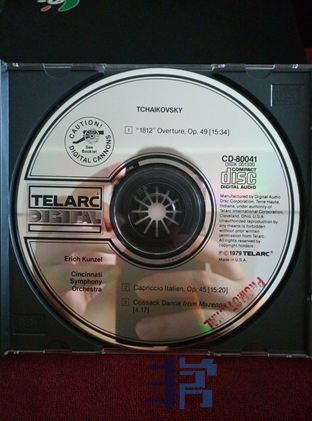 TCHAIKOVSKY
1 "1812" Overture, Op. 49 [15:34]
CAUTION!
See
Booklet
DIGITAL CANNONS
CD-80041
DIDX 001330
COMPACT
disc
DIGITAL AUDIO
TELARC
DIGITAL
Manufactured by Digital Audio
Disc Corporation, Terre Haute,
Indiana, under authority of
Telarc International Corporation,
Cleveland, Ohio, U.S.A.
Unauthorized reproduction by
any means is forbidden
without prior written
permission from Telarc.
All rights of copyright
reserved.
Ⓟ © 1979 TELARC®
Made in U.S.A.
Erich Kunzel
Cincinnati
Symphony
Orchestra
2 Capriccio Italien, Op. 45 [15:20]
3 Cossack Dance from Mazeppa
[4:17]